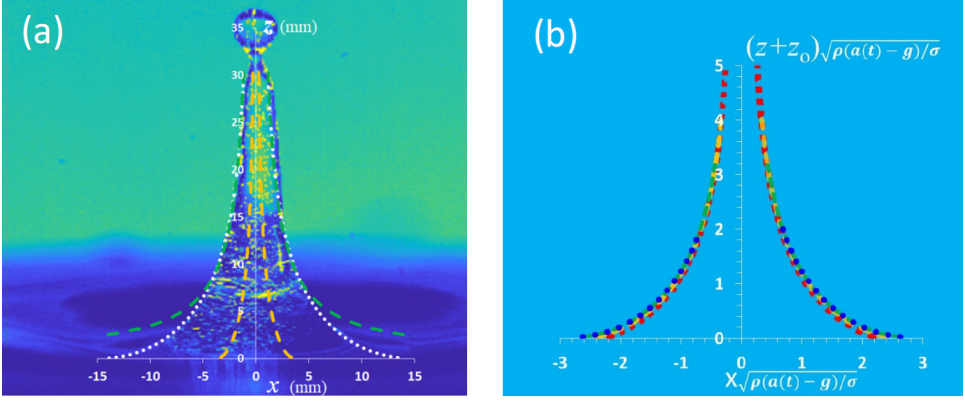 (a)
z (mm)
35
30
25
20
15
10
5
0
-15 -10 -5 0 5 10 15
x (mm)
(b)
(z+z₀)√ρ(a(t) − g)/σ
5
4
3
2
1
0
-3 -2 -1 0 1 2 3
X√ρ(a(t) − g)/σ